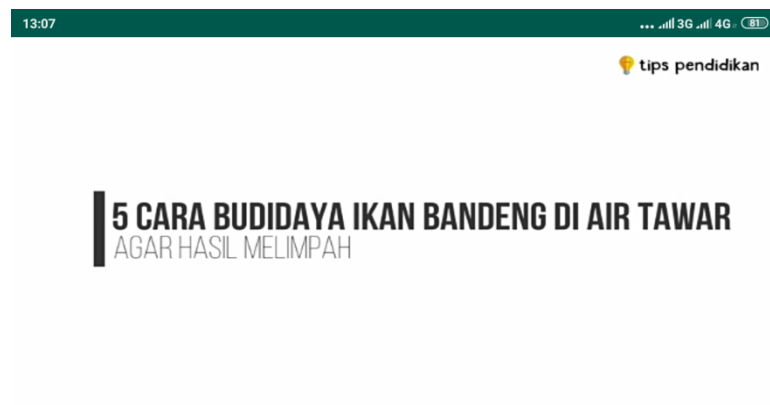 13:07
3G 4G 81
tips pendidikan
5 CARA BUDIDAYA IKAN BANDENG DI AIR TAWAR
AGAR HASIL MELIMPAH